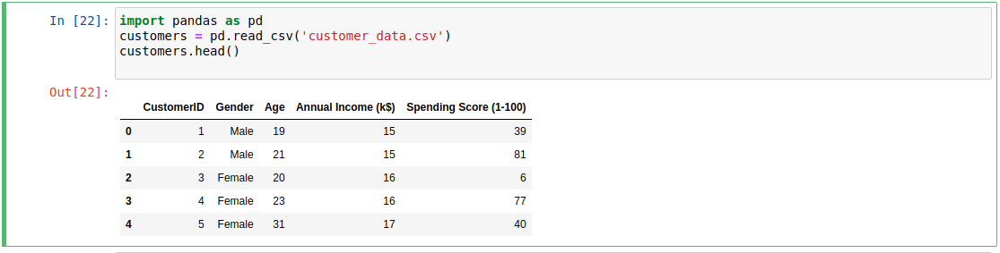 In [22]: import pandas as pd
customers = pd.read_csv('customer_data.csv')
customers.head()
Out[22]:
CustomerID Gender Age Annual Income (k$) Spending Score (1-100)
0 1 Male 19 15 39
1 2 Male 21 15 81
2 3 Female 20 16 6
3 4 Female 23 16 77
4 5 Female 31 17 40